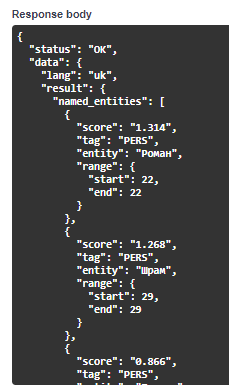 Response body
{
"status": "OK",
"data": {
"lang": "uk",
"result": {
"named_entities": [
{
"score": "1.314",
"tag": "PERS",
"entity": "Роман",
"range": {
"start": 22,
"end": 22
}
},
{
"score": "1.268",
"tag": "PERS",
"entity": "Шрам",
"range": {
"start": 29,
"end": 29
}
},
{
"score": "0.866",
"tag": "PERS",